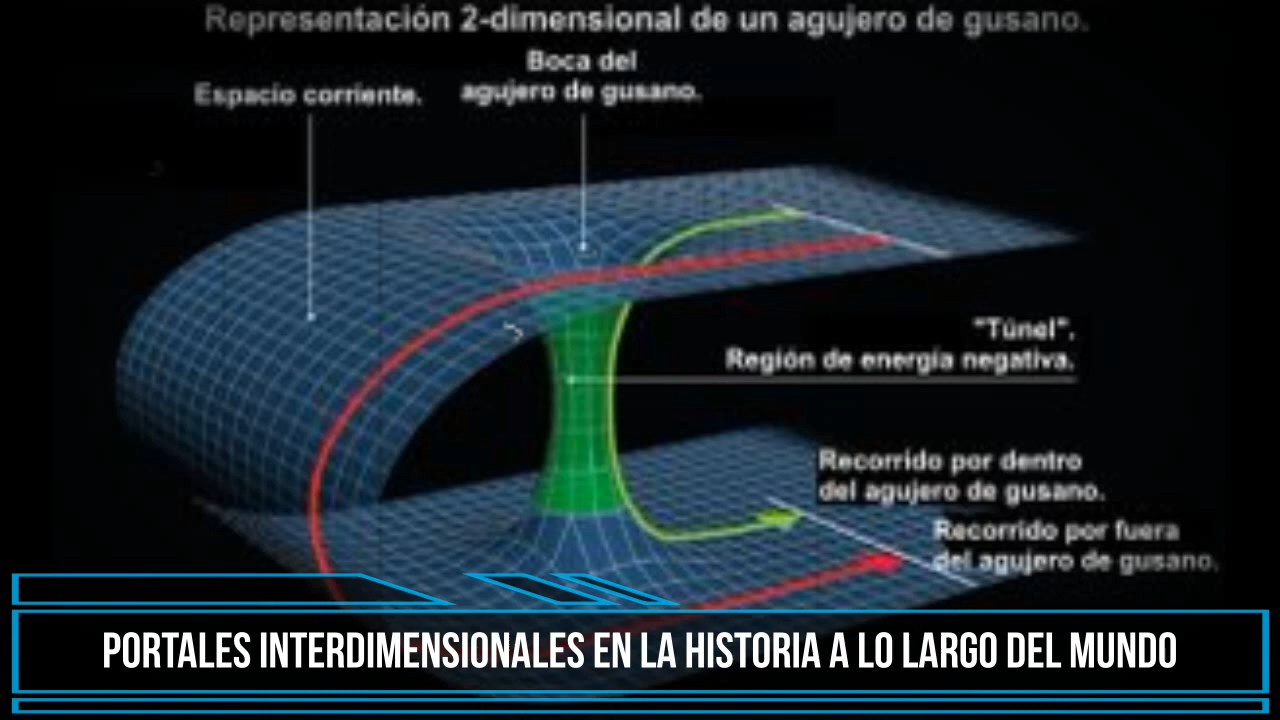 Representación 2-dimensional de un agujero de gusano.
Boca del
agujero de gusano.
Espacio corriente.
"Túnel".
Región de energía negativa.
Recorrido por dentro
del agujero de gusano.
Recorrido por fuera
del agujero de gusano.
PORTALES INTERDIMENSIONALES EN LA HISTORIA A LO LARGO DEL MUNDO